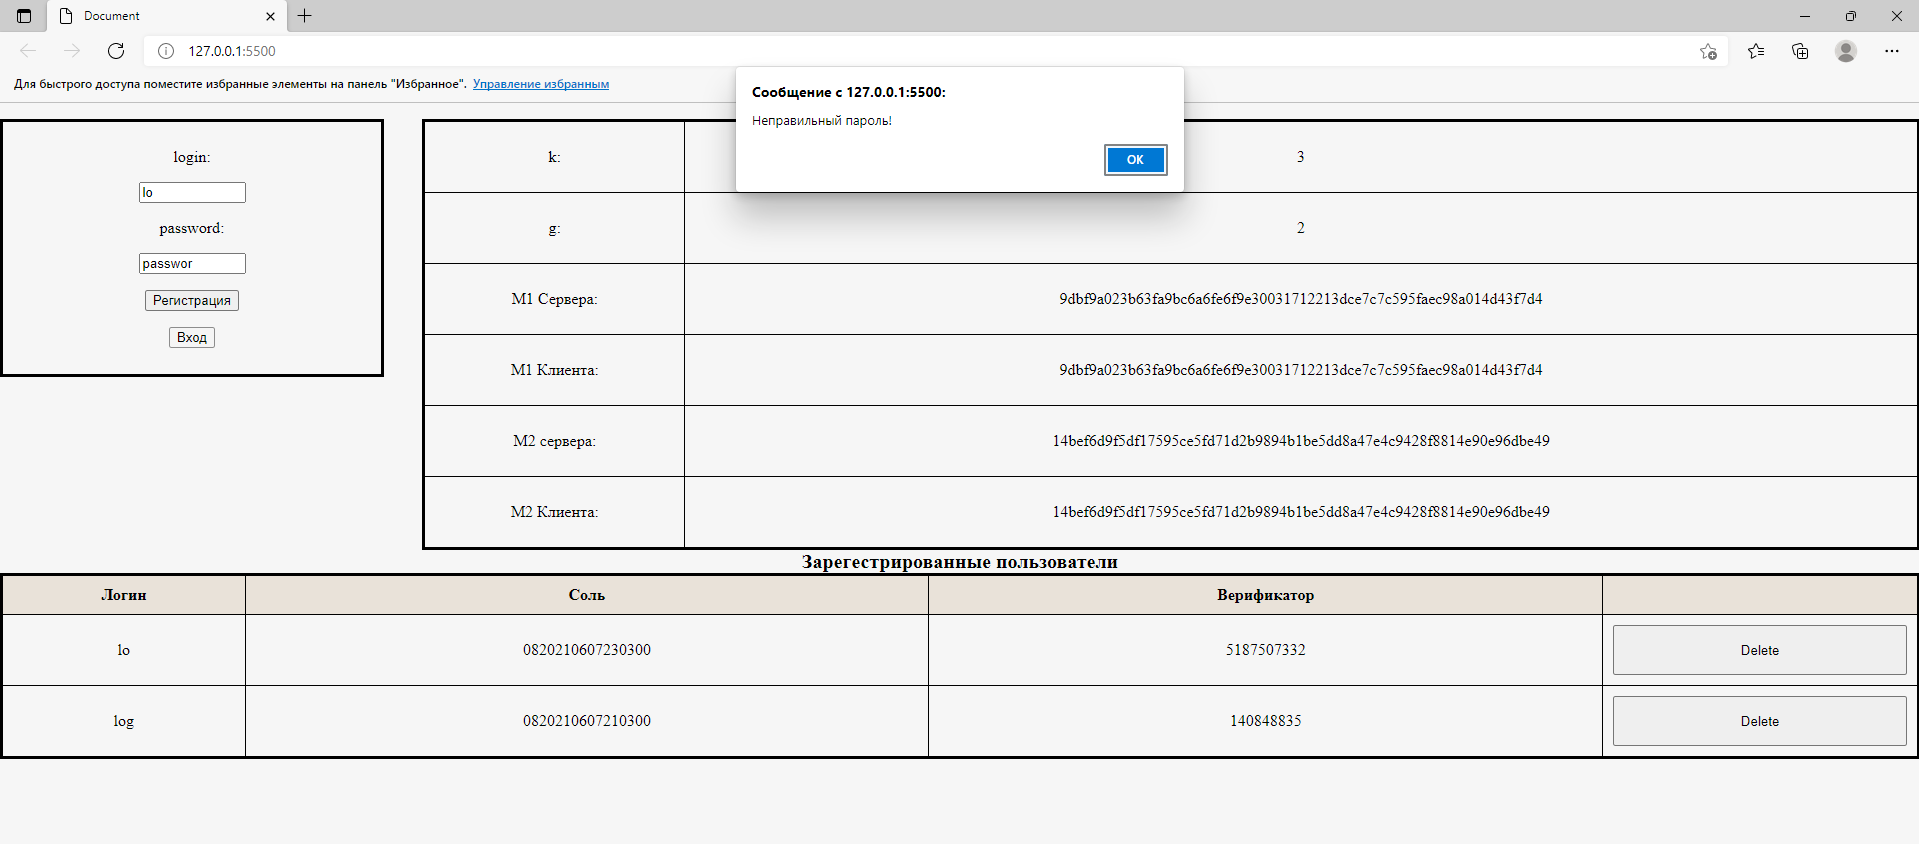 Document
127.0.0.1:5500
Для быстрого доступа поместите избранные элементы на панель "Избранное". Управление избранным
Сообщение с 127.0.0.1:5500:
Неправильный пароль!
OK
login:
lo
password:
passwor
Регистрация
Вход
k: 3
g: 2
M1 Сервера: 9dbf9a023b63fa9bc6a6fe6f9e30031712213dce7c7c595faec98a014d43f7d4
M1 Клиента: 9dbf9a023b63fa9bc6a6fe6f9e30031712213dce7c7c595faec98a014d43f7d4
M2 сервера: 14bef6d9f5df17595ce5fd71d2b9894b1be5dd8a47e4c9428f8814e90e96dbe49
M2 Клиента: 14bef6d9f5df17595ce5fd71d2b9894b1be5dd8a47e4c9428f8814e90e96dbe49
Зарегестрированные пользователи
Логин Соль Верификатор
lo 0820210607230300 5187507332 Delete
log 0820210607210300 140848835 Delete